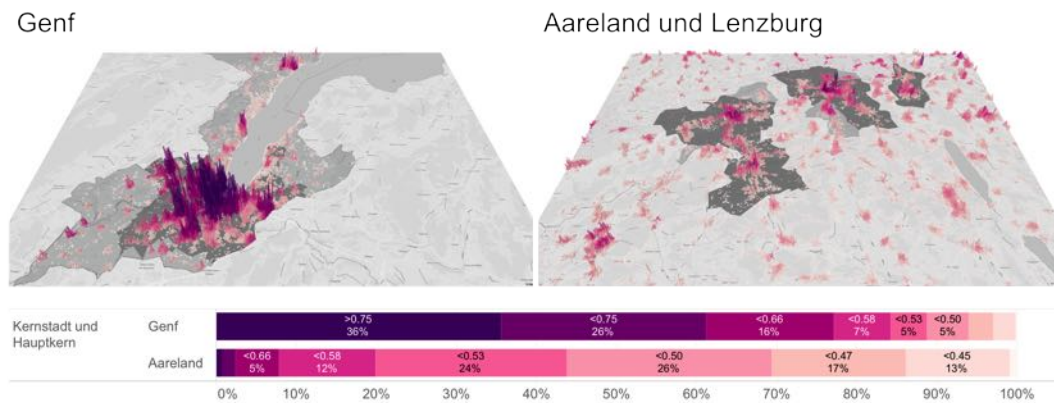 Genf
Aareland und Lenzburg
Kernstadt und
Hauptkern
Genf
>0.75 <0.75 <0.66 <0.58 <0.53 <0.50
36% 26% 16% 7% 5% 5%
Aareland
<0.66 <0.58 <0.53 <0.50 <0.47 <0.45
5% 12% 24% 26% 17% 13%
0% 10% 20% 30% 40% 50% 60% 70% 80% 90% 100%